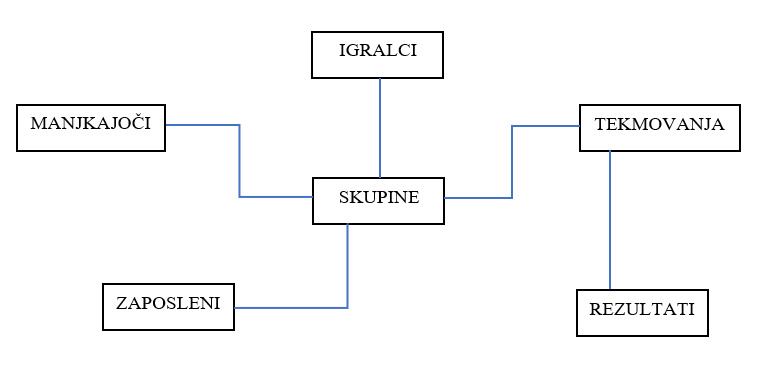 IGRALCI
MANJKAJOČI
TEKMOVANJA
SKUPINE
ZAPOSLENI
REZULTATI